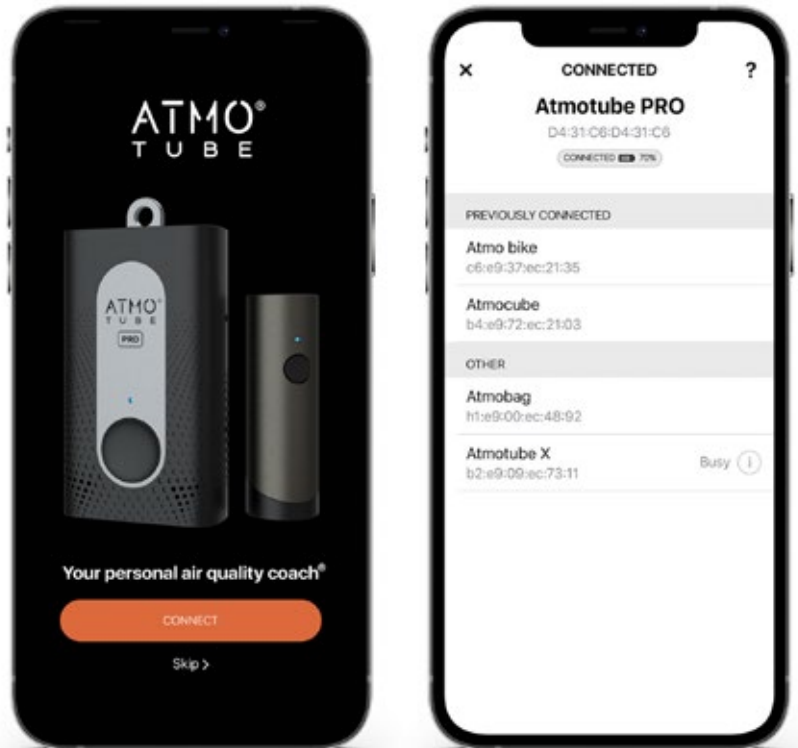 ATMO®
TUBE
ATMO®
TUBE
PRO
Your personal air quality coach®
CONNECT
Skip >
× CONNECTED ?
Atmotube PRO
D4:31:C6:D4:31:C6
CONNECTED 70%
PREVIOUSLY CONNECTED
Atmo bike
c6:e9:37:ec:21:35
Atmocube
b4:e9:72:ec:21:03
OTHER
Atmobag
h1:e9:00:ec:48:92
Atmotube X
Busy i
b2:e9:09:ec:73:11